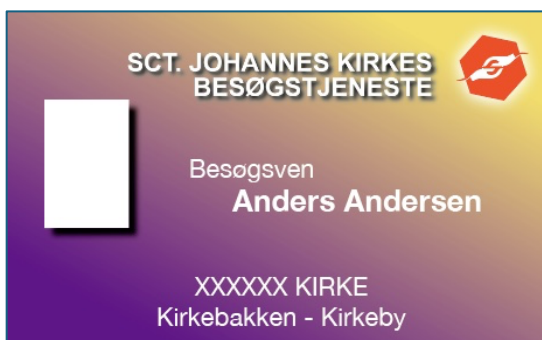 SCT. JOHANNES KIRKES
BESØGSTJENESTE
Besøgsven
Anders Andersen
XXXXXX KIRKE
Kirkebakken - Kirkeby